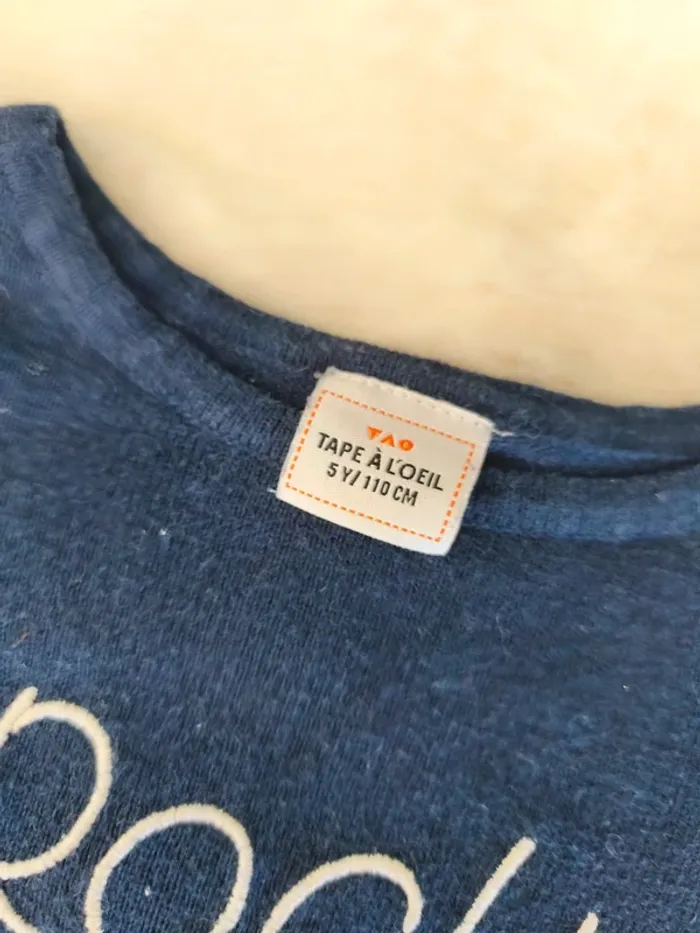 TAO
TAPE À L'OEIL
5 Y/110 CM